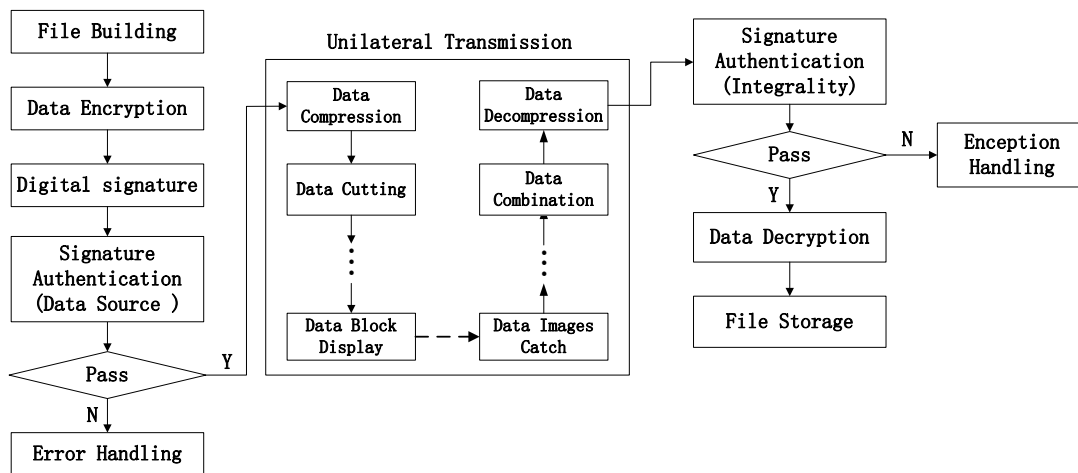 File Building
Data Encryption
Digital signature
Signature
Authentication
(Data Source )
Pass
Y
N
Error Handling
Unilateral Transmission
Data
Compression
Data Cutting
Data Block
Display
Data
Decompression
Data
Combination
Data Images
Catch
Signature
Authentication
(Integrality)
Pass
N
Enception
Handling
Y
Data Decryption
File Storage